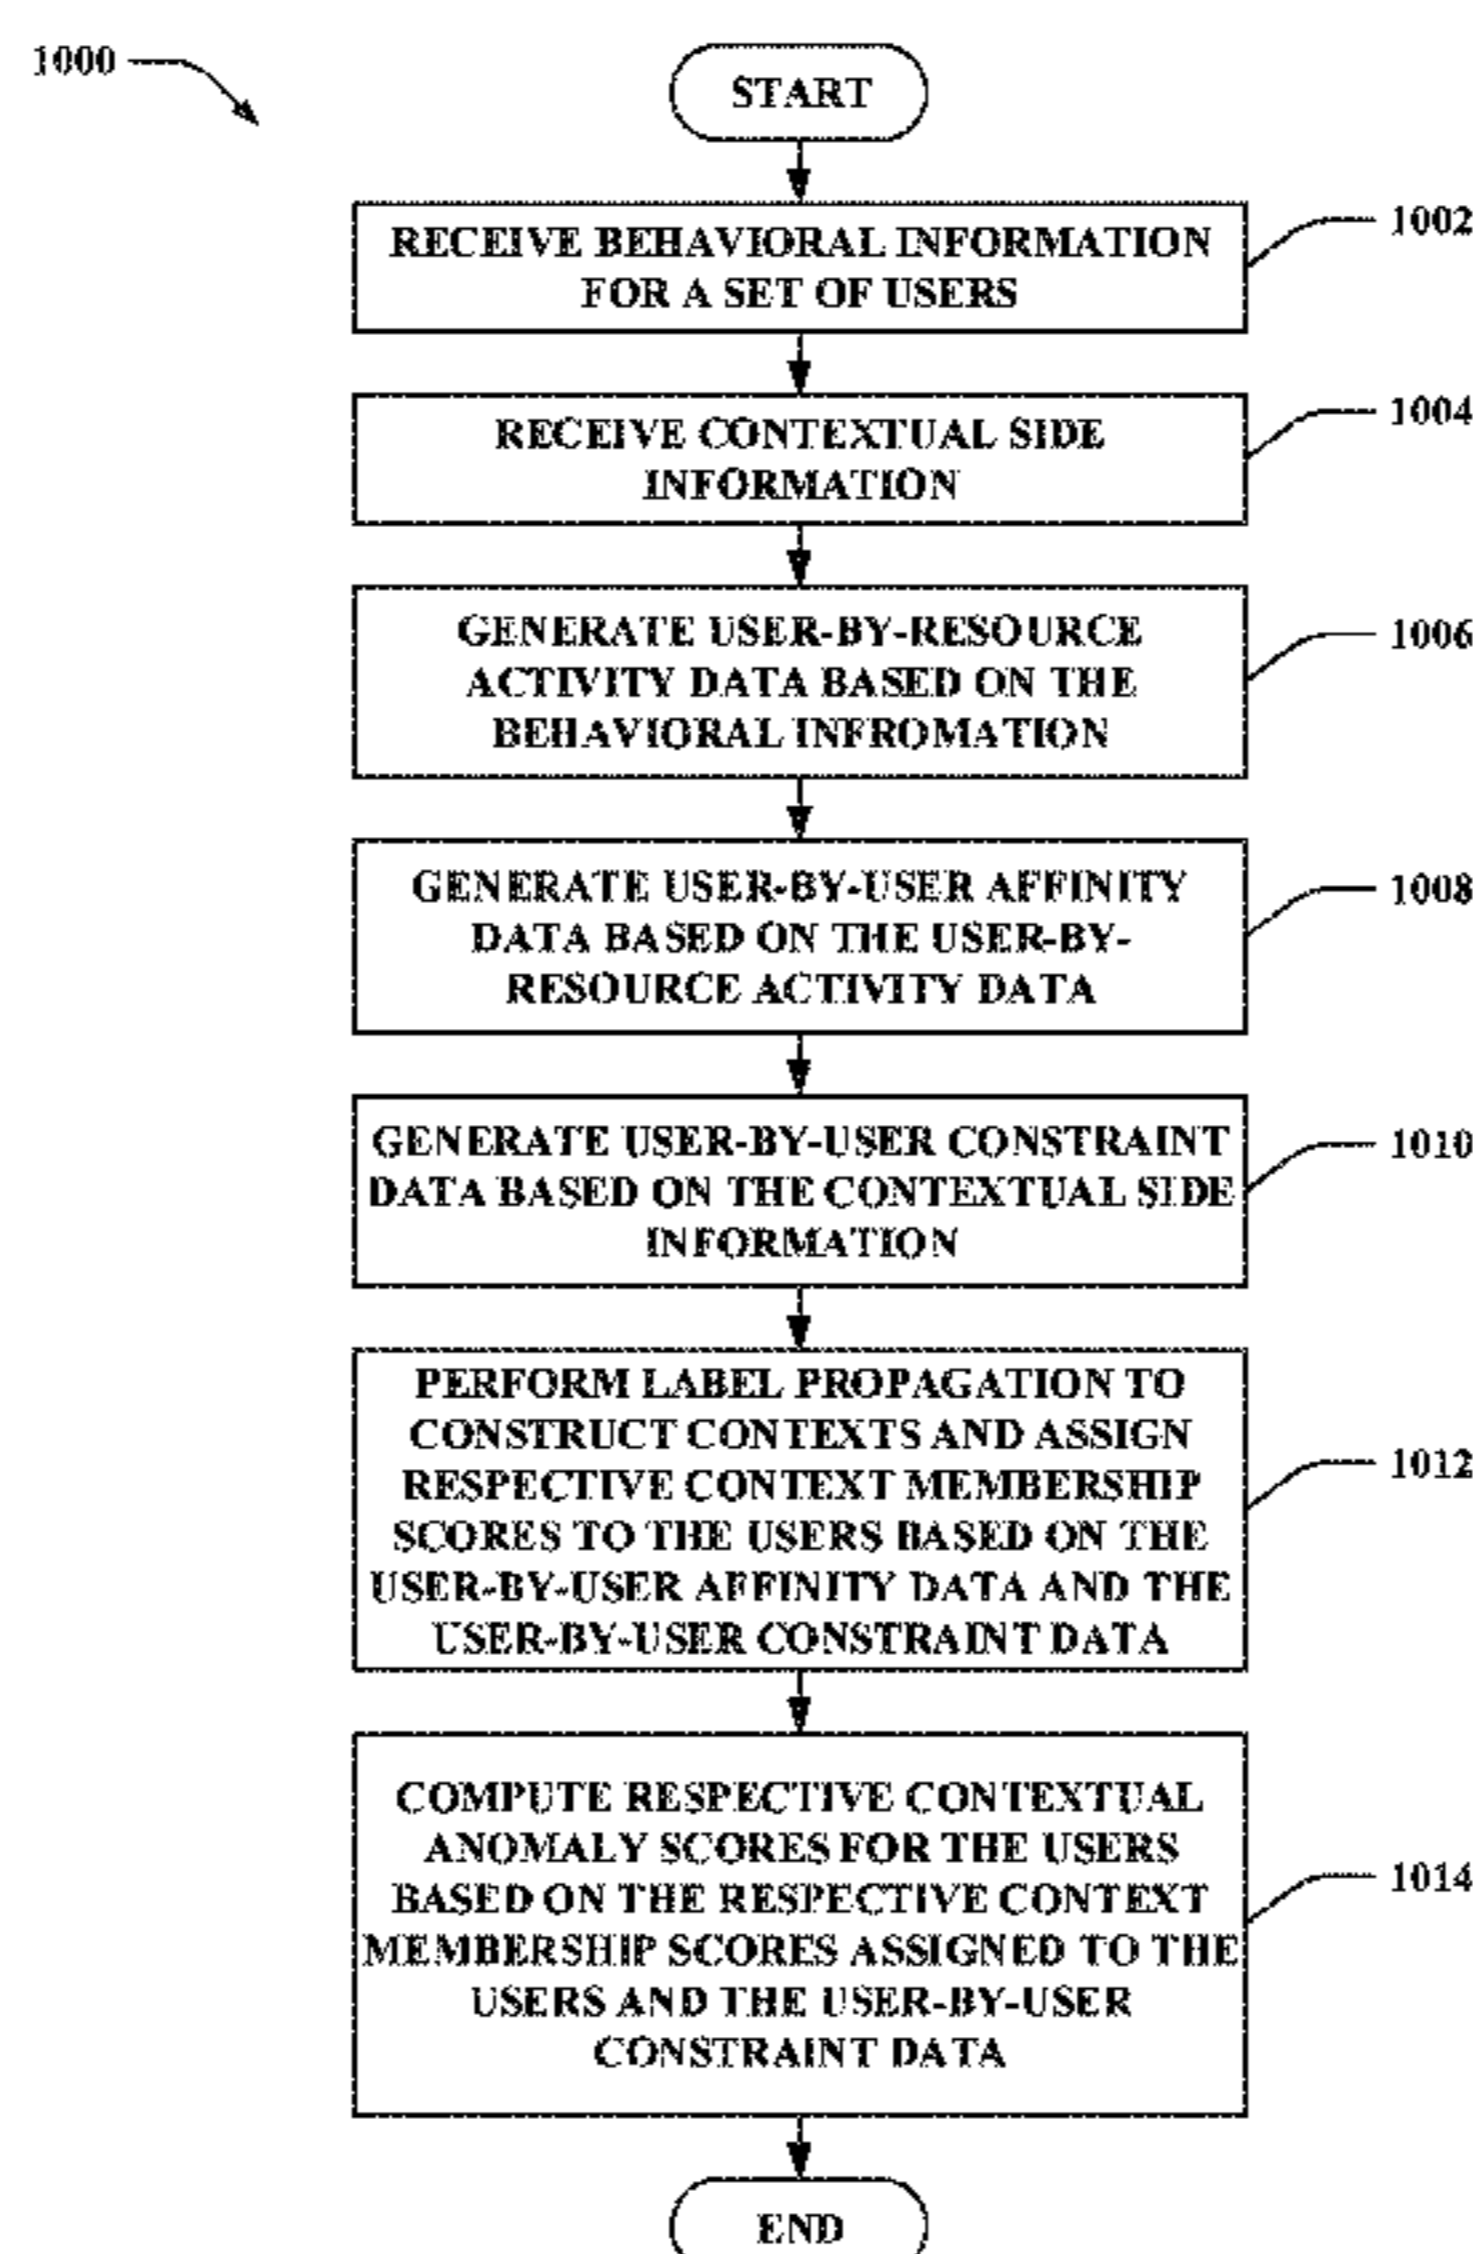 1000
START
RECEIVE BEHAVIORAL INFORMATION
FOR A SET OF USERS
1002
RECEIVE CONTEXTUAL SIDE
INFORMATION
1004
GENERATE USER-BY-RESOURCE
ACTIVITY DATA BASED ON THE
BEHAVIORAL INFROMATION
1006
GENERATE USER-BY-USER AFFINITY
DATA BASED ON THE USER-BY-
RESOURCE ACTIVITY DATA
1008
GENERATE USER-BY-USER CONSTRAINT
DATA BASED ON THE CONTEXTUAL SIDE
INFORMATION
1010
PERFORM LABEL PROPAGATION TO
CONSTRUCT CONTEXTS AND ASSIGN
RESPECTIVE CONTEXT MEMBERSHIP
SCORES TO THE USERS BASED ON THE
USER-BY-USER AFFINITY DATA AND THE
USER-BY-USER CONSTRAINT DATA
1012
COMPUTE RESPECTIVE CONTEXTUAL
ANOMALY SCORES FOR THE USERS
BASED ON THE RESPECTIVE CONTEXT
MEMBERSHIP SCORES ASSIGNED TO THE
USERS AND THE USER-BY-USER
CONSTRAINT DATA
1014
END